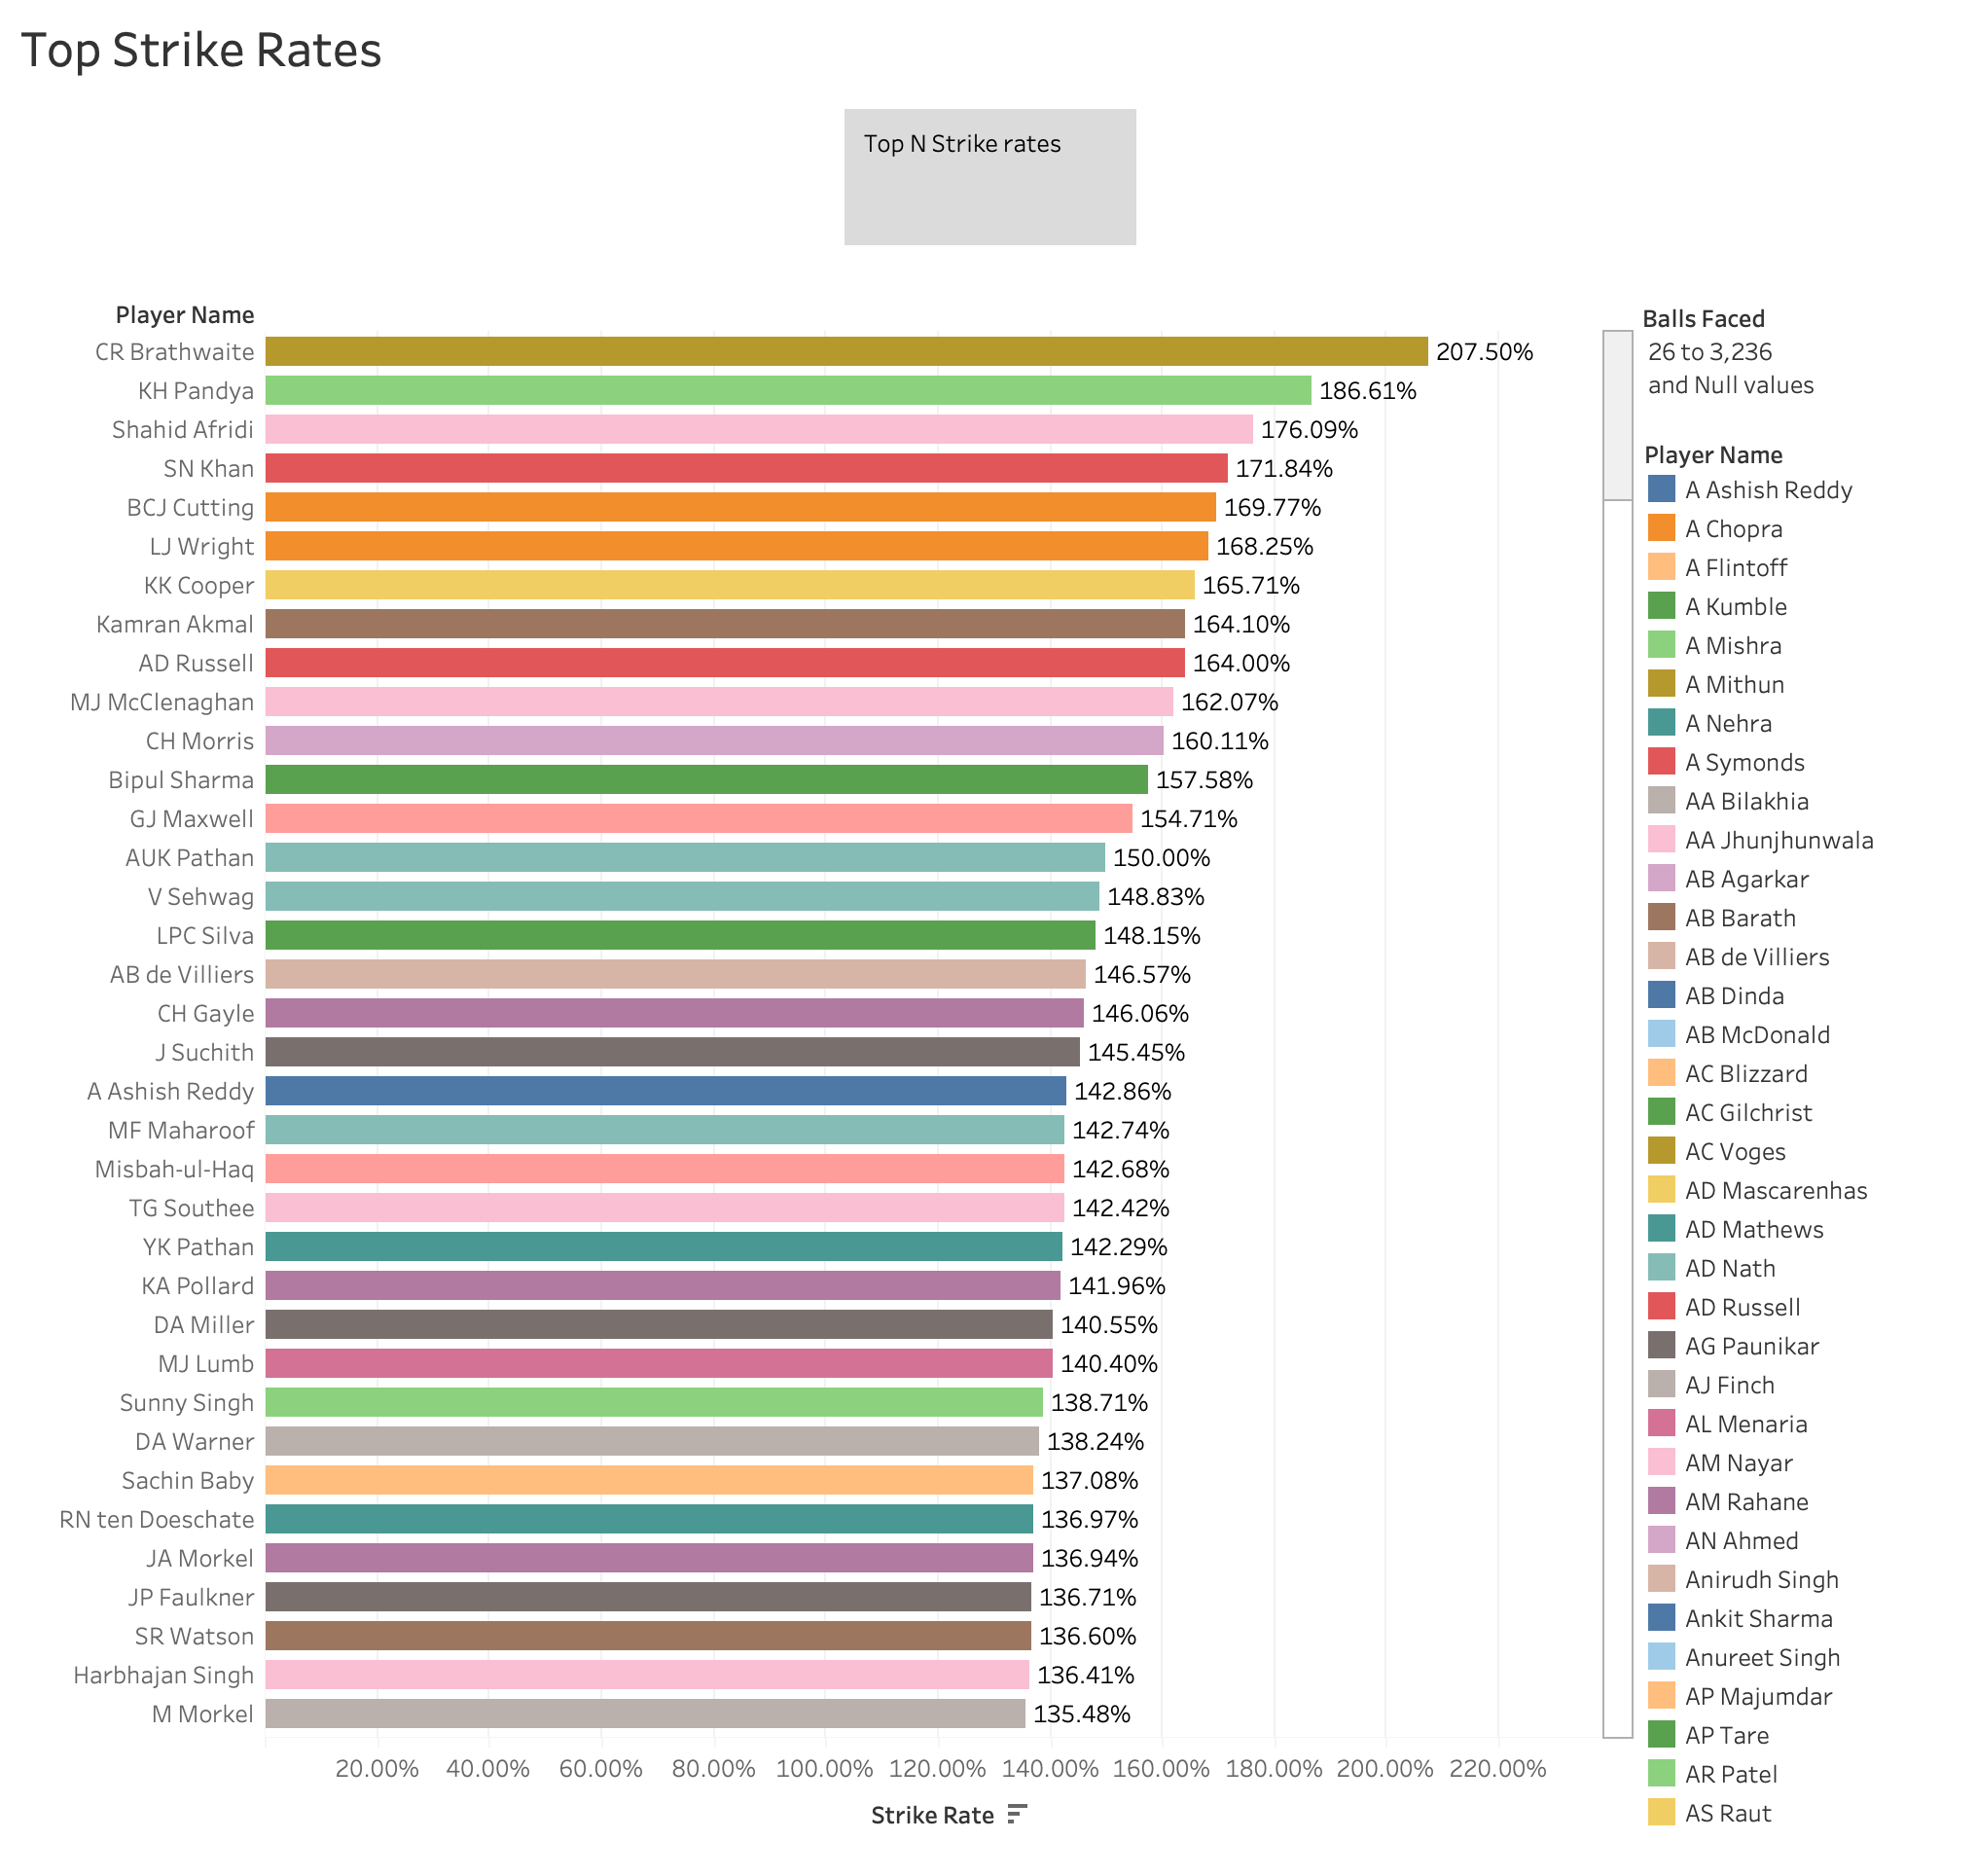 Top Strike Rates
Top N Strike rates
Player Name
CR Brathwaite 207.50%
KH Pandya 186.61%
Shahid Afridi 176.09%
SN Khan 171.84%
BCJ Cutting 169.77%
LJ Wright 168.25%
KK Cooper 165.71%
Kamran Akmal 164.10%
AD Russell 164.00%
MJ McClenaghan 162.07%
CH Morris 160.11%
Bipul Sharma 157.58%
GJ Maxwell 154.71%
AUK Pathan 150.00%
V Sehwag 148.83%
LPC Silva 148.15%
AB de Villiers 146.57%
CH Gayle 146.06%
J Suchith 145.45%
A Ashish Reddy 142.86%
MF Maharoof 142.74%
Misbah-ul-Haq 142.68%
TG Southee 142.42%
YK Pathan 142.29%
KA Pollard 141.96%
DA Miller 140.55%
MJ Lumb 140.40%
Sunny Singh 138.71%
DA Warner 138.24%
Sachin Baby 137.08%
RN ten Doeschate 136.97%
JA Morkel 136.94%
JP Faulkner 136.71%
SR Watson 136.60%
Harbhajan Singh 136.41%
M Morkel 135.48%
20.00% 40.00% 60.00% 80.00% 100.00% 120.00% 140.00% 160.00% 180.00% 200.00% 220.00%
Strike Rate
Balls Faced
26 to 3,236
and Null values
Player Name
A Ashish Reddy
A Chopra
A Flintoff
A Kumble
A Mishra
A Mithun
A Nehra
A Symonds
AA Bilakhia
AA Jhunjhunwala
AB Agarkar
AB Barath
AB de Villiers
AB Dinda
AB McDonald
AC Blizzard
AC Gilchrist
AC Voges
AD Mascarenhas
AD Mathews
AD Nath
AD Russell
AG Paunikar
AJ Finch
AL Menaria
AM Nayar
AM Rahane
AN Ahmed
Anirudh Singh
Ankit Sharma
Anureet Singh
AP Majumdar
AP Tare
AR Patel
AS Raut